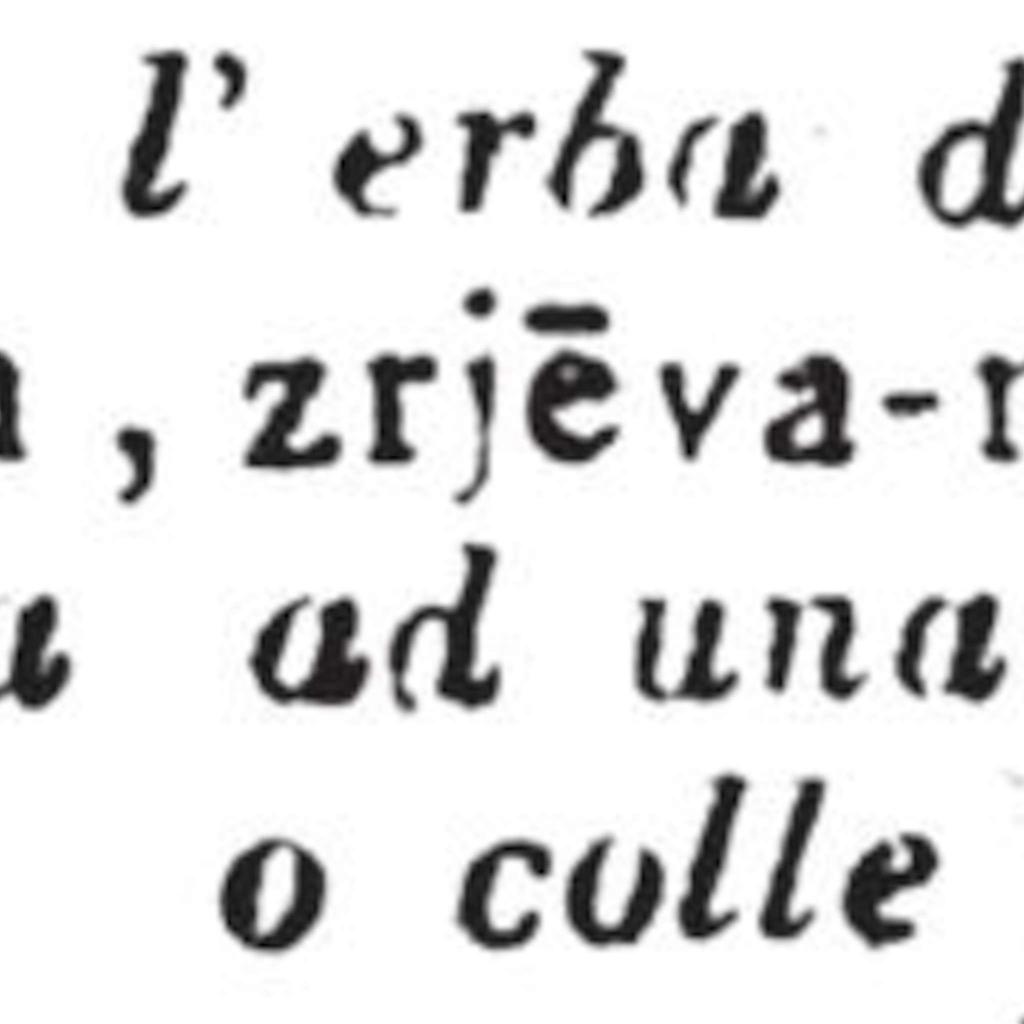 l' erba
, zrjēva-
ad una
o colle